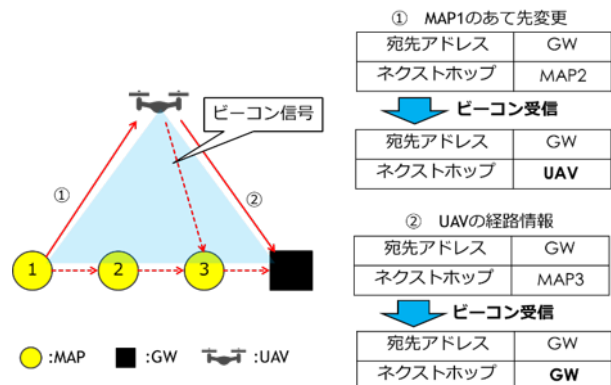 ① MAP1のあて先変更
宛先アドレス GW
ネクストホップ MAP2
ビーコン受信
宛先アドレス GW
ネクストホップ UAV
ビーコン信号
①
②
1
2
3
② UAVの経路情報
宛先アドレス GW
ネクストホップ MAP3
ビーコン受信
宛先アドレス GW
ネクストホップ GW
:MAP :GW :UAV